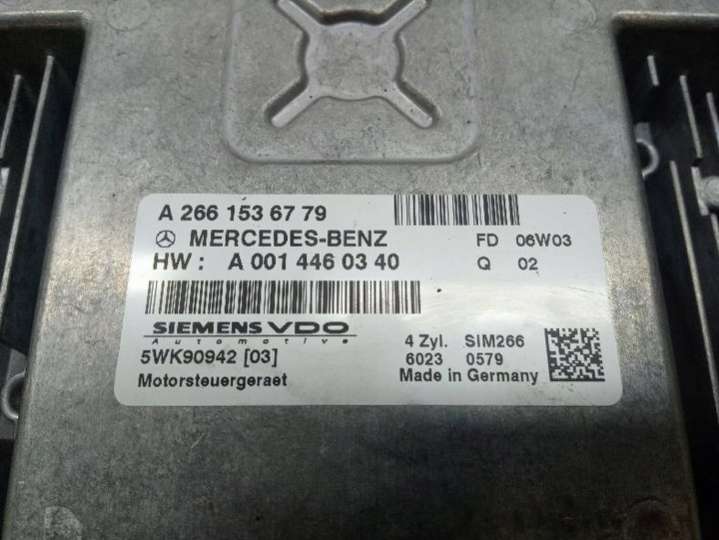 A 266 153 67 79
MERCEDES-BENZ FD 06W03
HW : A 001 446 03 40 Q 02
SIEMENS VDO
Automotive
5WK90942 [03] 4 Zyl. SIM266
6023 0579
Motorsteuergeraet Made in Germany